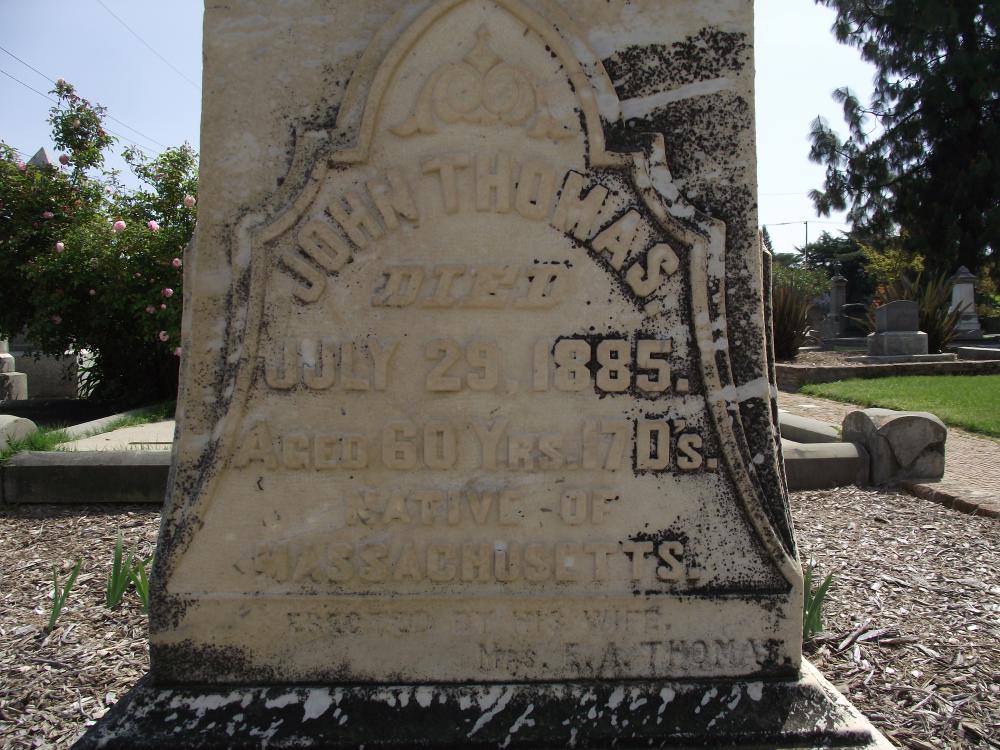 JOHN THOMAS,
DIED
JULY 29, 1885.
AGED 60 YRS. 17 D'S.
NATIVE OF
MASSACHUSETTS.
ERECTED BY HIS WIFE.
MRS. E. A. THOMAS